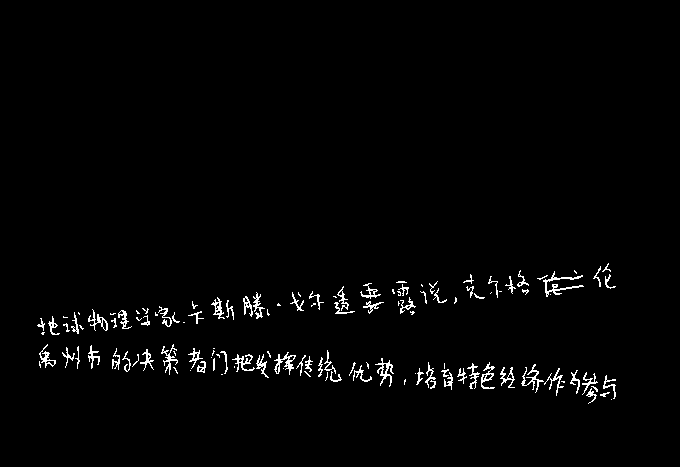 地球物理学家卡斯滕·戈尔透露说,克尔格伦
禹州市的决策者们把发挥传统优势,培育特色经济作为参与